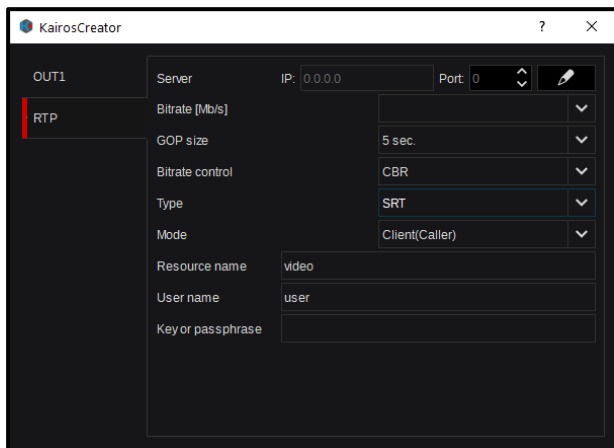 KairosCreator ? ×
OUT1
RTP
Server IP: 0.0.0.0 Port: 0
Bitrate [Mb/s]
GOP size 5 sec.
Bitrate control CBR
Type SRT
Mode Client(Caller)
Resource name video
User name user
Key or passphrase